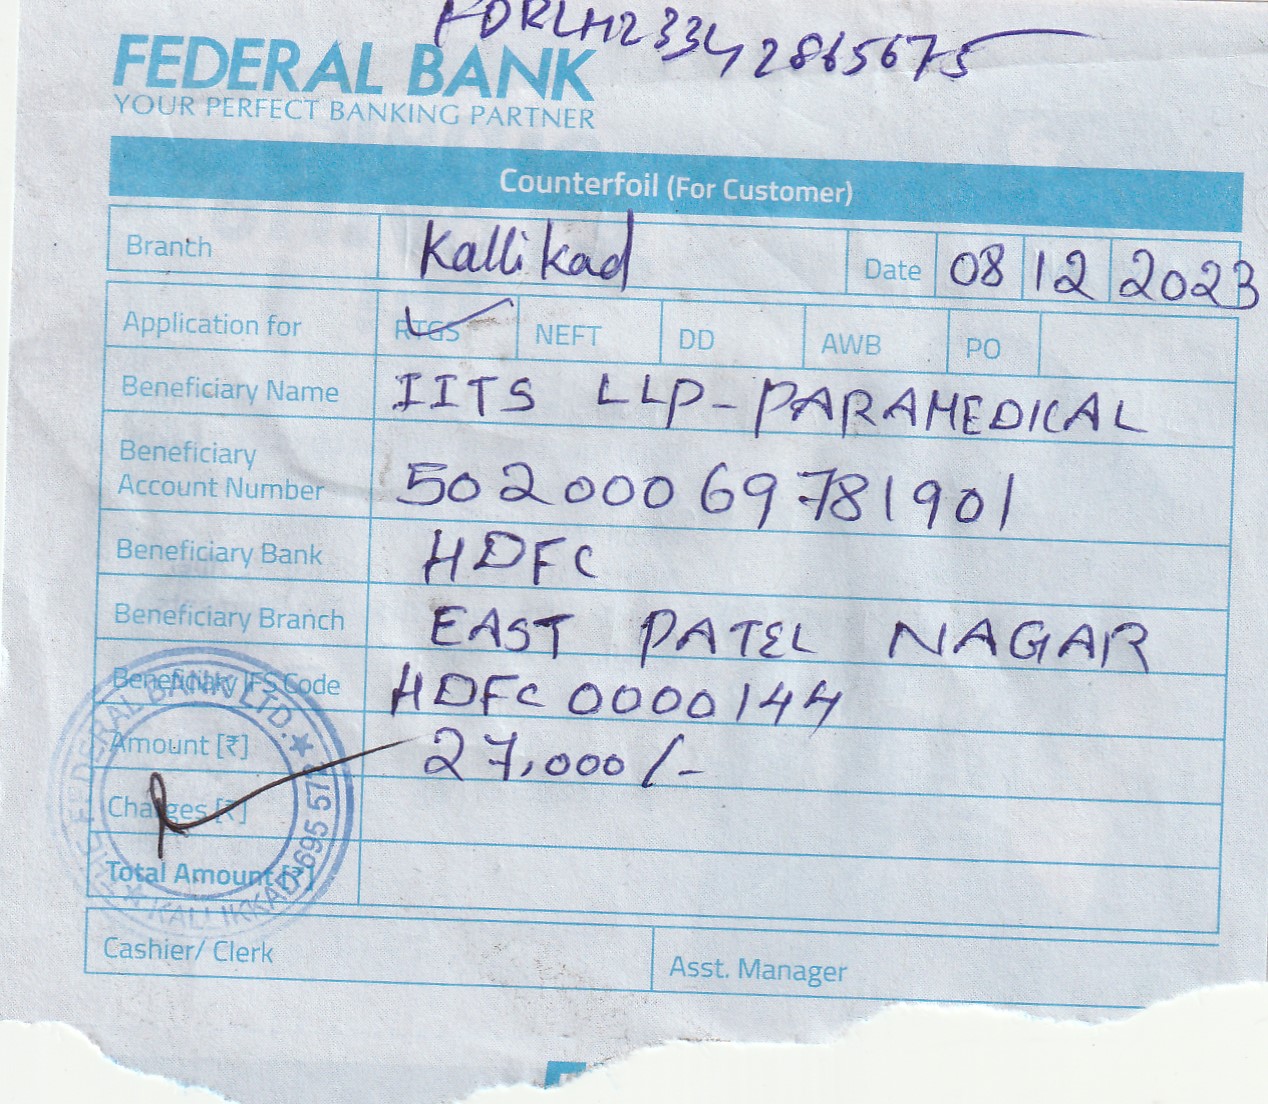 FDRLH23342865675
FEDERAL BANK
YOUR PERFECT BANKING PARTNER
Counterfoil (For Customer)
Branch Kallikad Date 08 12 2023
Application for RTGS NEFT DD AWB PO
Beneficiary Name IITS LLP-PARAMEDICAL
Beneficiary
Account Number 50200069781901
Beneficiary Bank HDFC
Beneficiary Branch EAST PATEL NAGAR
Beneficiary IFS Code HDFC0000144
Amount [₹] 27,000/-
Charges [₹]
Total Amount [₹]
THE FEDERAL BANK LTD. ★ KALLIKKAD-695 572 ★
Cashier/ Clerk Asst. Manager